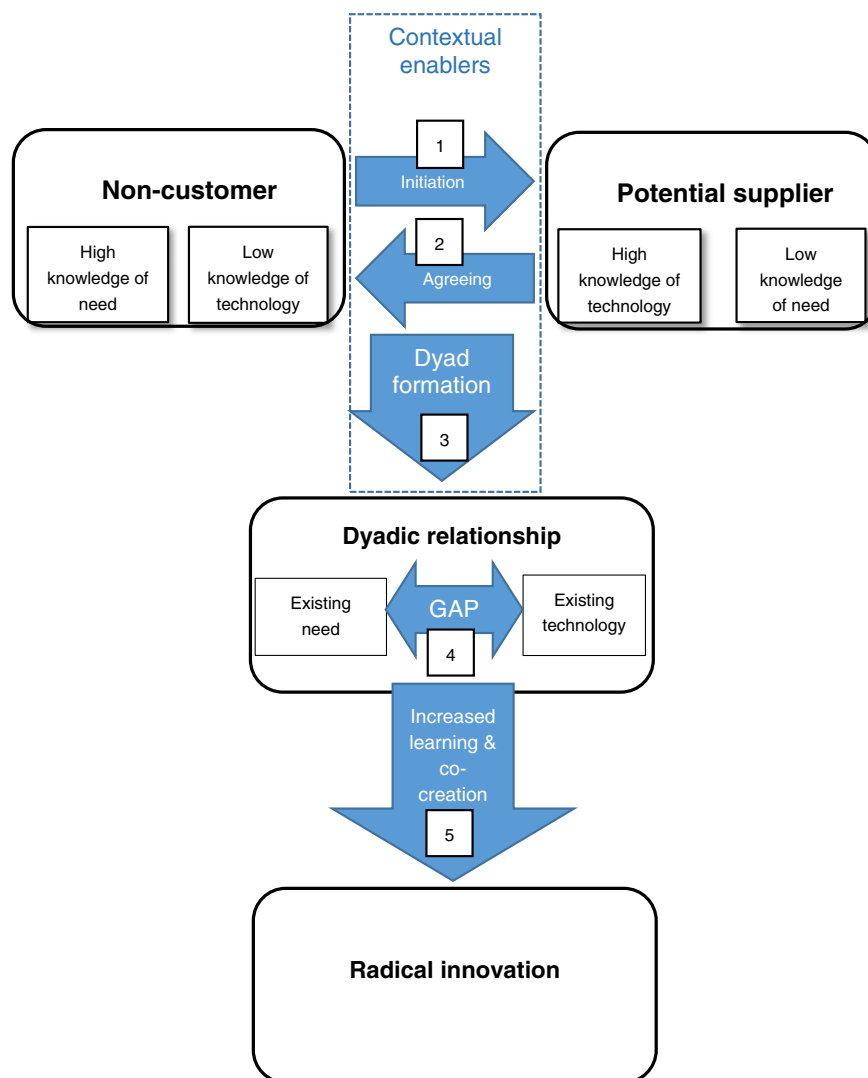 Contextual
enablers
1
Initiation
Non-customer
High
knowledge of
need
Low
knowledge of
technology
Potential supplier
High
knowledge of
technology
Low
knowledge
of need
2
Agreeing
Dyad
formation
3
Dyadic relationship
Existing
need
GAP
4
Existing
technology
Increased
learning &
co-
creation
5
Radical innovation